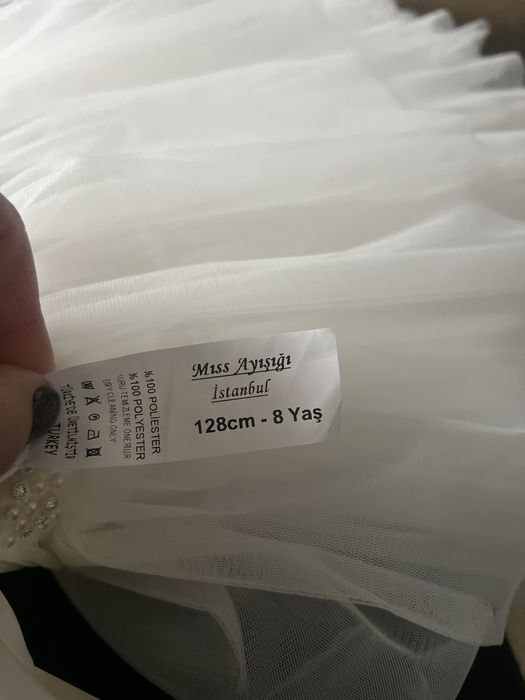 Miss Ayışığı
İstanbul
128cm - 8 Yaş
%100 POLIESTER
%100 POLYESTER
KURU TEMİZLEME ÖNERİLİR
DRY CLEANING ONLY
TÜRKİYE'DE ÜRETİLMİŞTİR
TURKEY